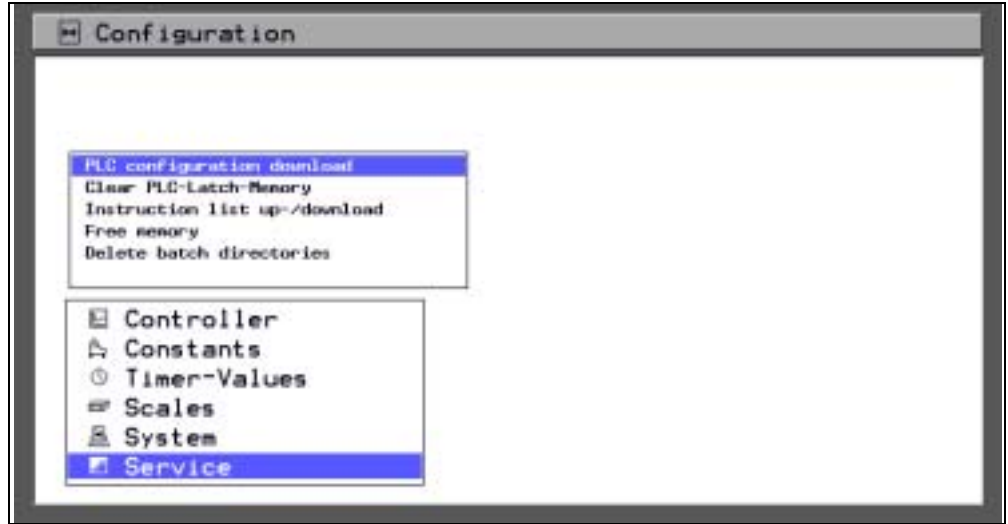 Configuration
PLC configuration download
Clear PLC-Latch-Memory
Instruction list up-/download
Free memory
Delete batch directories
Controller
Constants
Timer-Values
Scales
System
Service